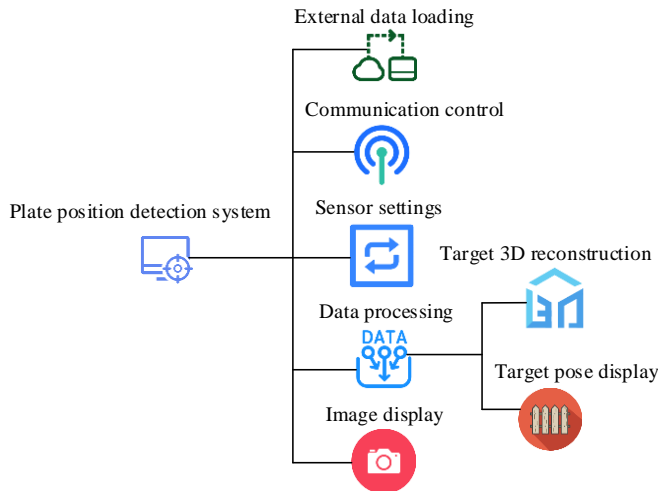 External data loading
Communication control
Plate position detection system
Sensor settings
Target 3D reconstruction
Data processing
DATA
Target pose display
Image display